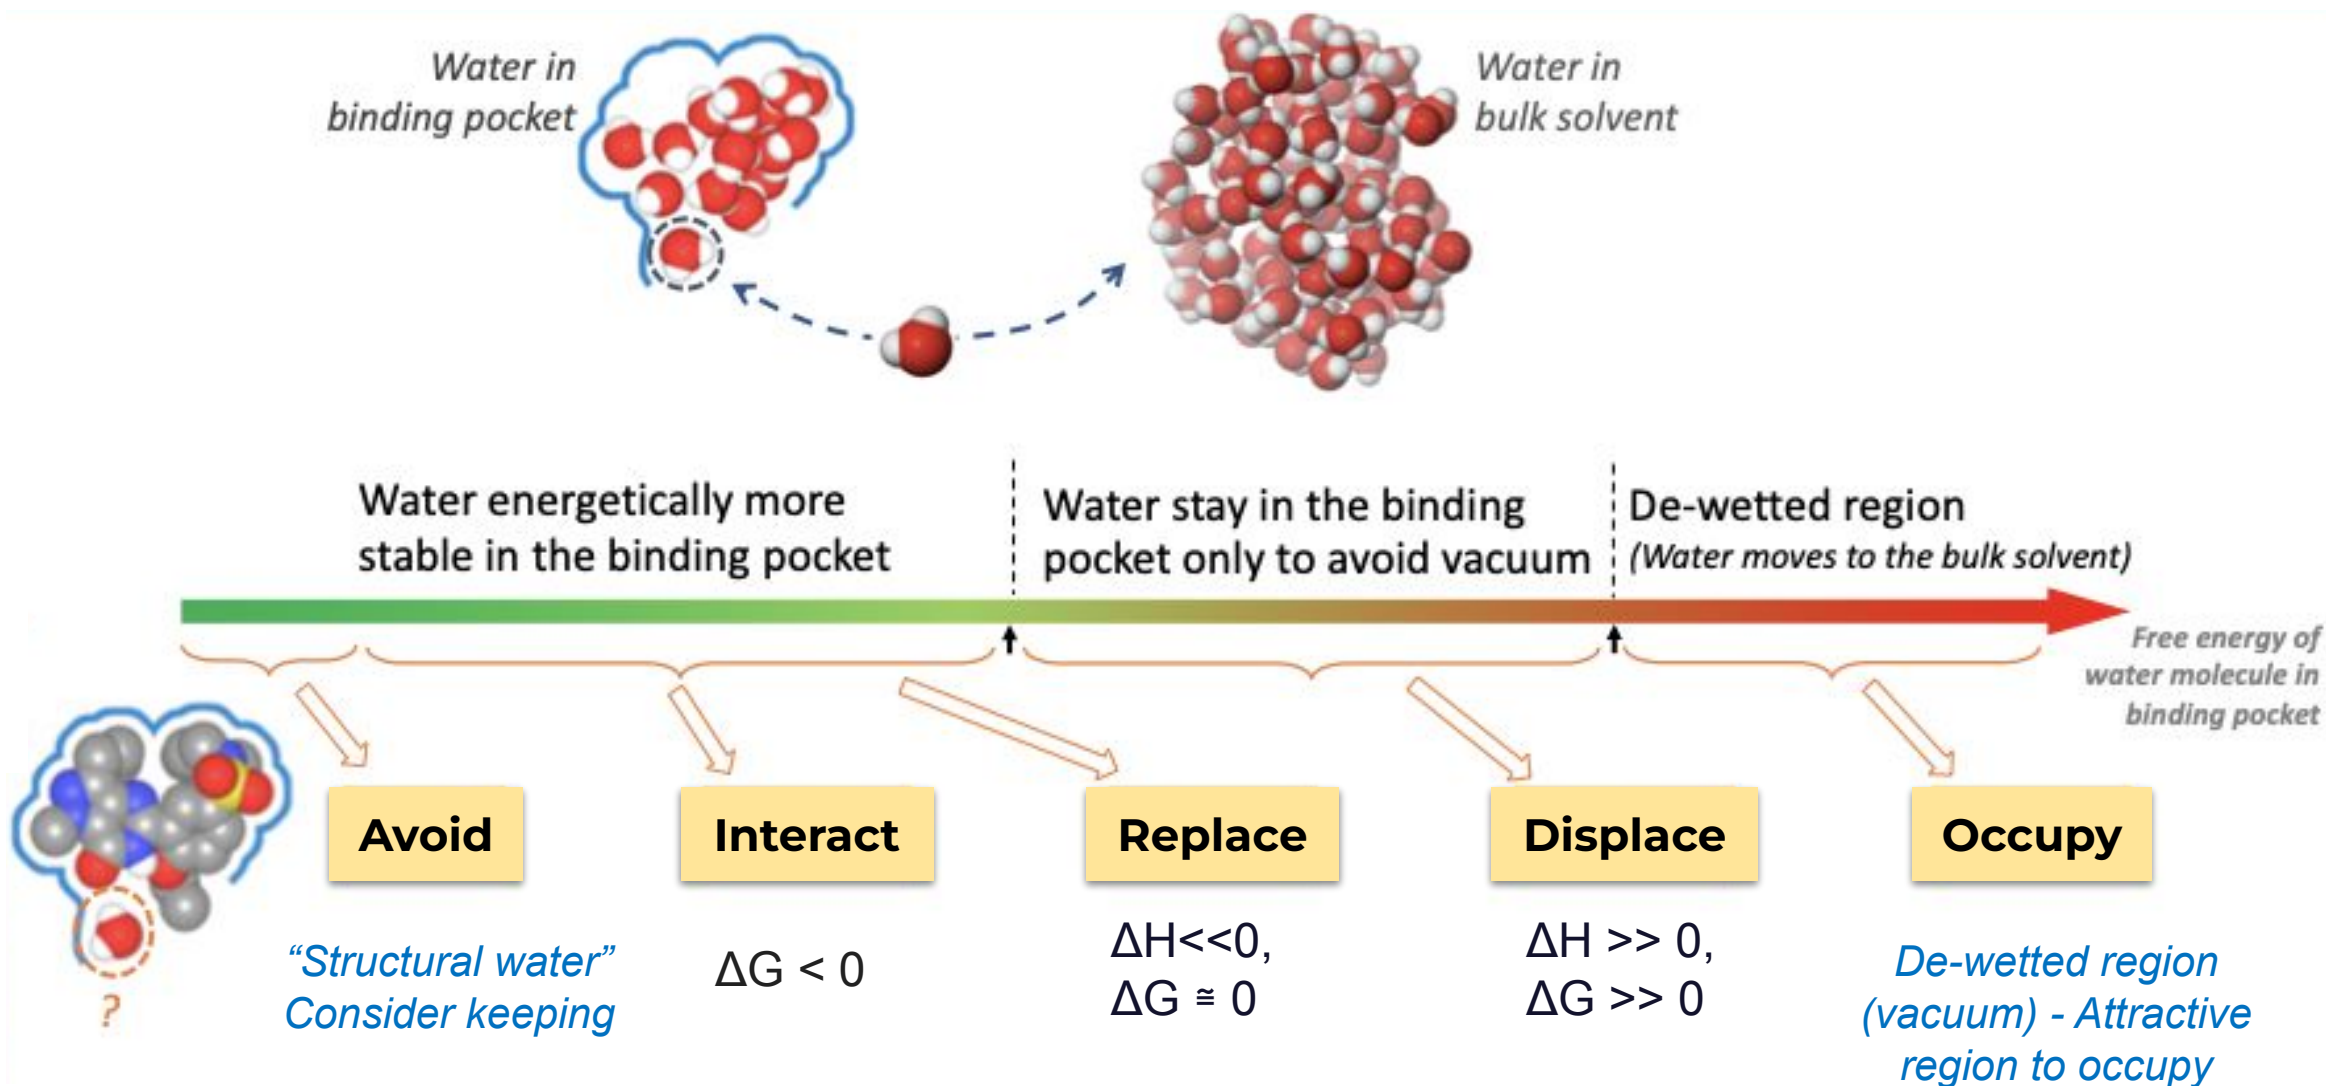 Water in
binding pocket
Water in
bulk solvent
Water energetically more
stable in the binding pocket
Water stay in the binding
pocket only to avoid vacuum
De-wetted region
(Water moves to the bulk solvent)
Free energy of
water molecule in
binding pocket
Avoid
Interact
Replace
Displace
Occupy
“Structural water”
Consider keeping
ΔG < 0
ΔH<<0,
ΔG ≅ 0
ΔH >> 0,
ΔG >> 0
De-wetted region
(vacuum) - Attractive
region to occupy
?